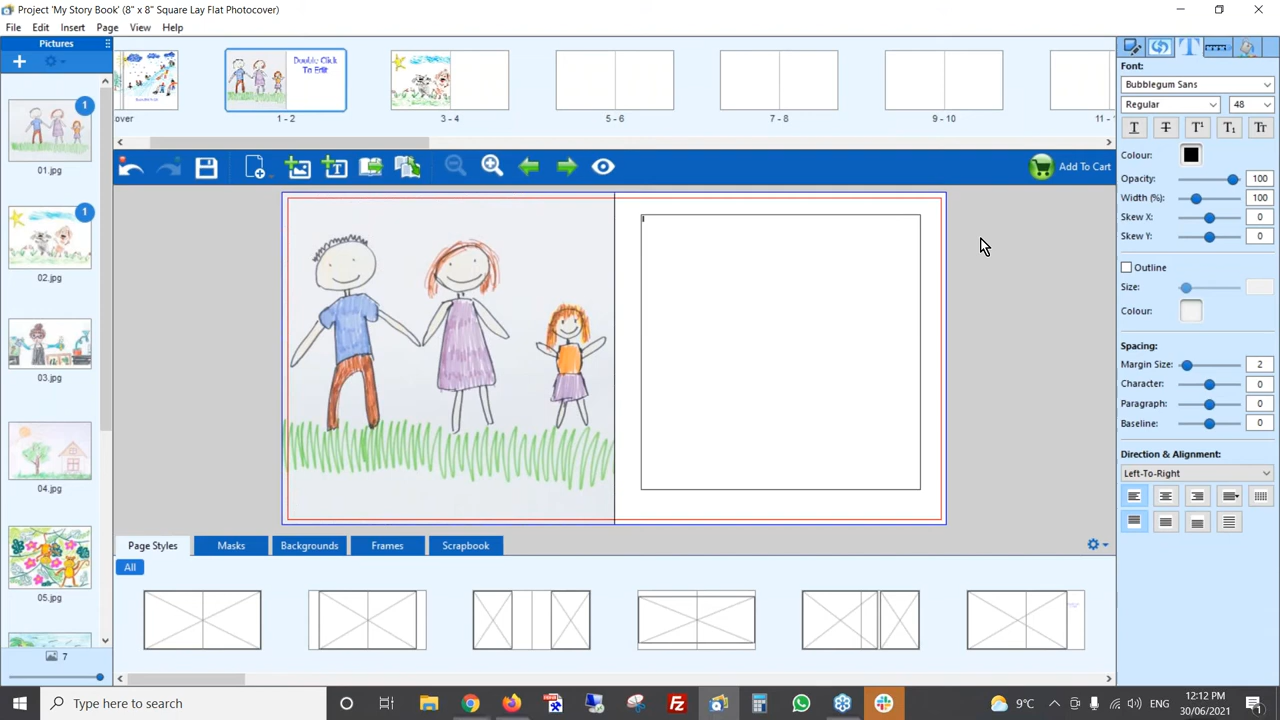 Project 'My Story Book' (8" x 8" Square Lay Flat Photocover)
File Edit Insert Page View Help
Pictures
1
01.jpg
1
02.jpg
03.jpg
04.jpg
05.jpg
7
Double Click
To Edit
over
1 - 2
3 - 4
5 - 6
7 - 8
9 - 10
11 -
Add To Cart
Page Styles Masks Backgrounds Frames Scrapbook
All
Font:
Bubblegum Sans
Regular 48
T T T¹ T₁ Tr
Colour:
Opacity: 100
Width (%): 100
Skew X: 0
Skew Y: 0
Outline
Size:
Colour:
Spacing:
Margin Size: 2
Character: 0
Paragraph: 0
Baseline: 0
Direction & Alignment:
Left-To-Right
Type here to search
9°C
ENG
12:12 PM
30/06/2021